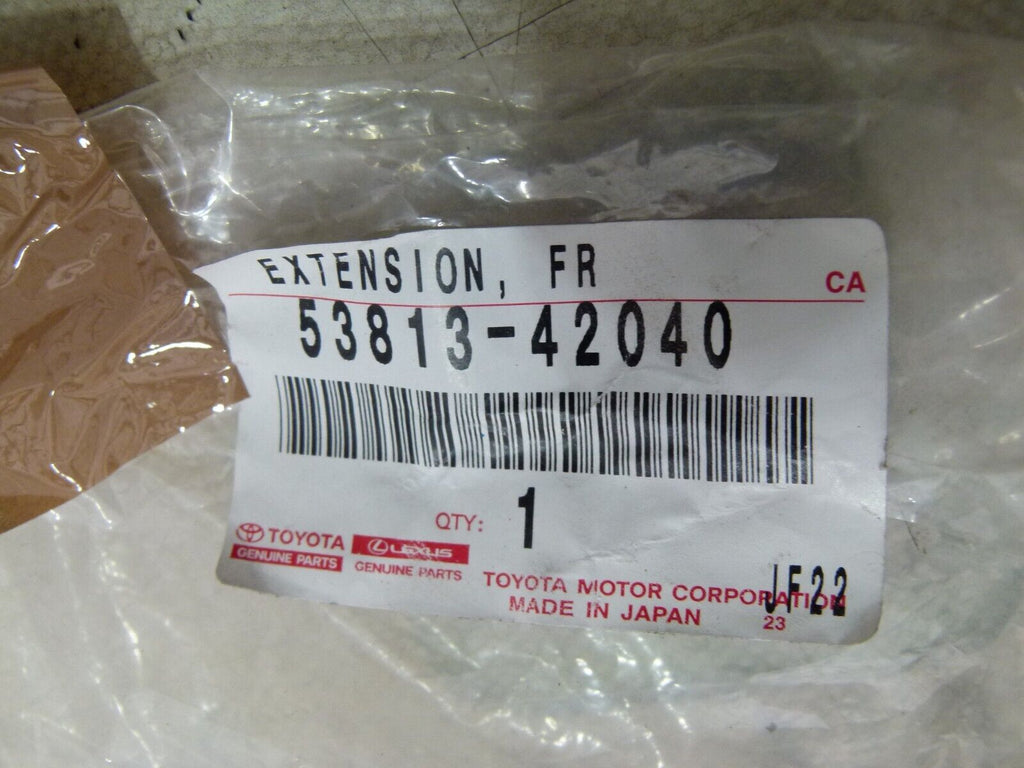 EXTENSION, FR
CA
53813-42040
QTY: 1
TOYOTA
GENUINE PARTS
LEXUS
GENUINE PARTS
TOYOTA MOTOR CORPORATION
JF22
MADE IN JAPAN
23